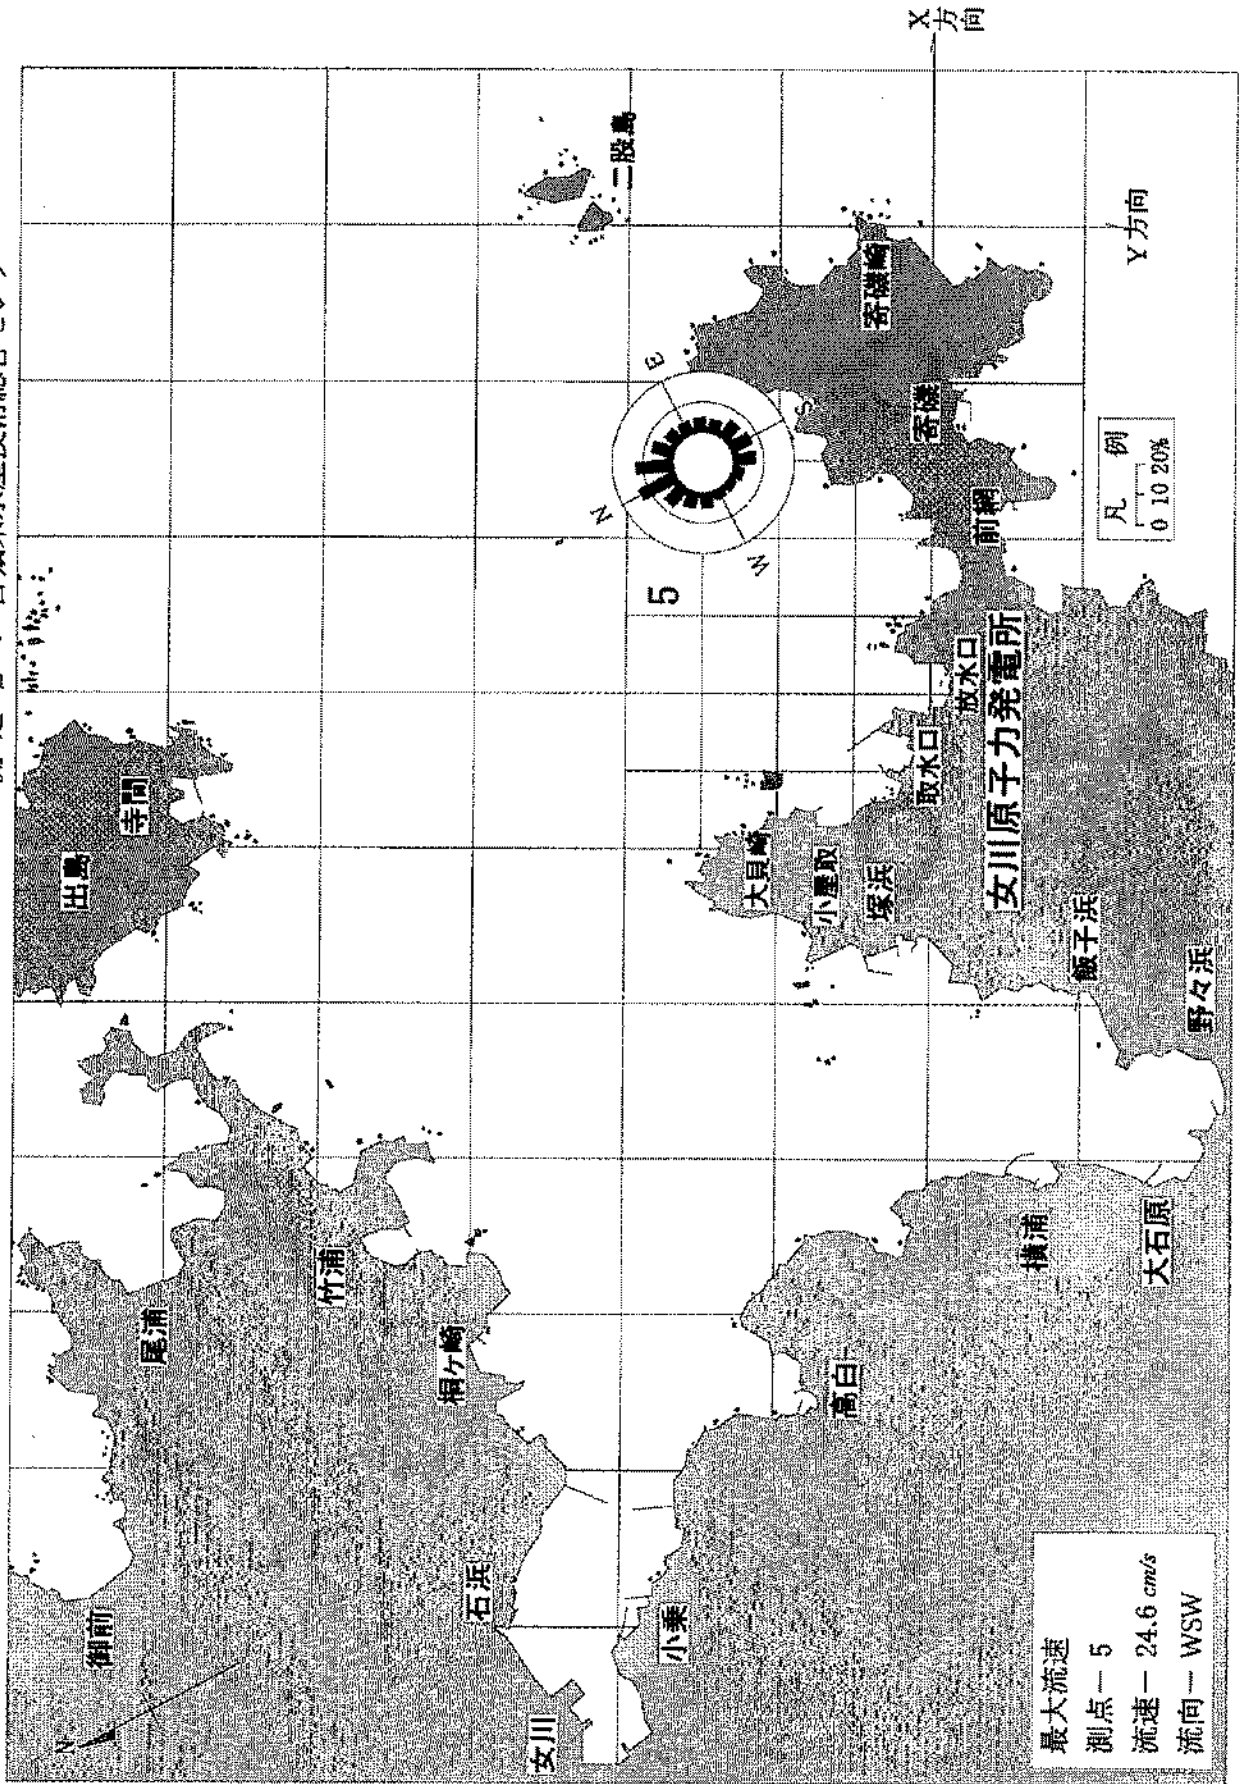 X方向
Y方向
二股島
寄磯崎
寄磯
前網
凡例
0 10 20%
E
S
N
W
5
放水口
女川原子力発電所
取水口
大貝崎
小屋取
塚浜
飯子浜
野々浜
寺間
出島
竹浦
尾浦
桐ケ崎
横浦
大石原
高白
石浜
小乗
御前
女川
N
最大流速
測点－5
流速－24.6 cm/s
流向－WSW